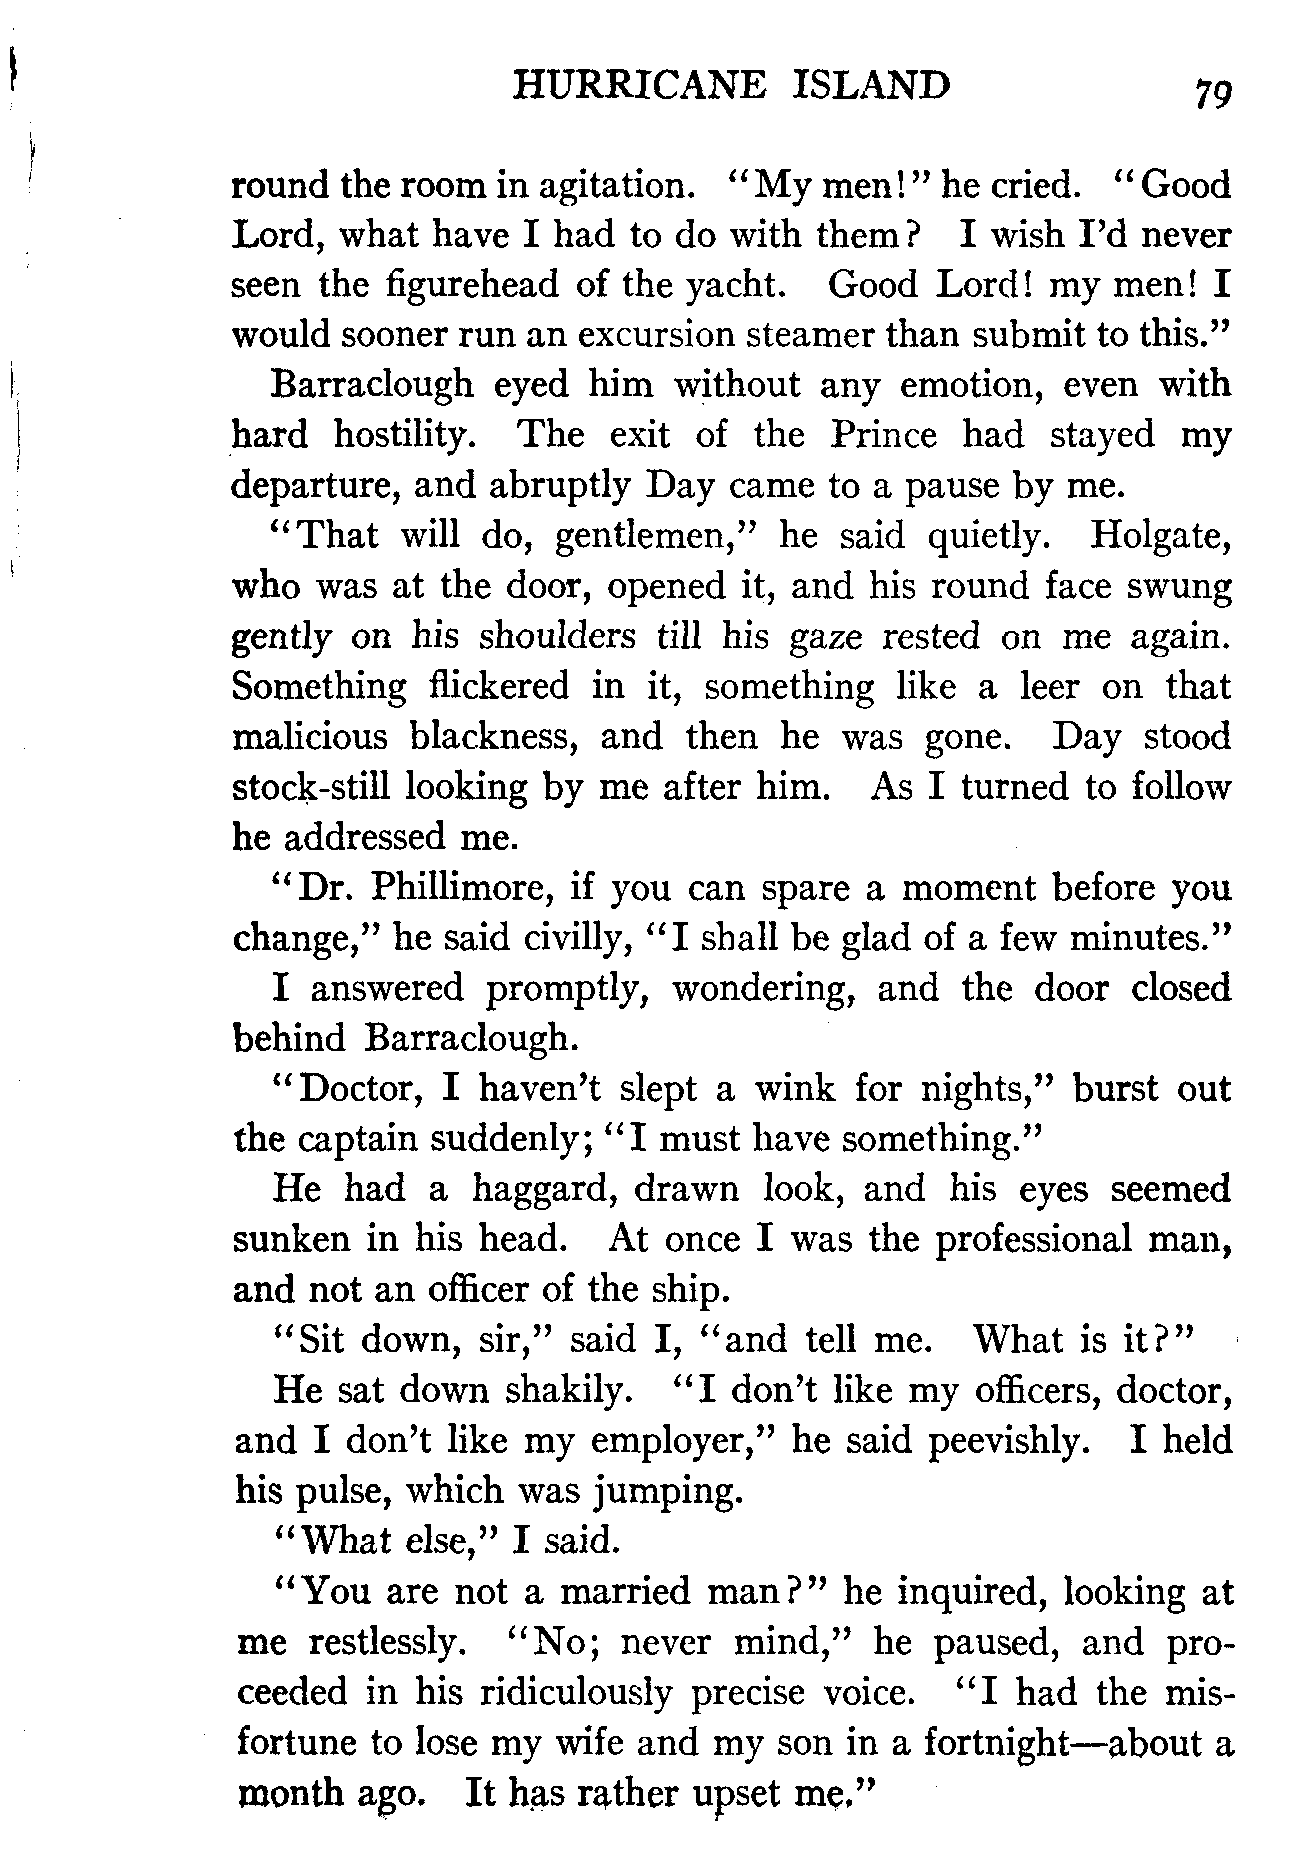 HURRICANE ISLAND 79
round the room in agitation. "My men!" he cried. "Good
Lord, what have I had to do with them? I wish I'd never
seen the figurehead of the yacht. Good Lord! my men! I
would sooner run an excursion steamer than submit to this."
Barraclough eyed him without any emotion, even with
hard hostility. The exit of the Prince had stayed my
departure, and abruptly Day came to a pause by me.
"That will do, gentlemen," he said quietly. Holgate,
who was at the door, opened it, and his round face swung
gently on his shoulders till his gaze rested on me again.
Something flickered in it, something like a leer on that
malicious blackness, and then he was gone. Day stood
stock-still looking by me after him. As I turned to follow
he addressed me.
"Dr. Phillimore, if you can spare a moment before you
change," he said civilly, "I shall be glad of a few minutes."
I answered promptly, wondering, and the door closed
behind Barraclough.
"Doctor, I haven't slept a wink for nights," burst out
the captain suddenly; "I must have something."
He had a haggard, drawn look, and his eyes seemed
sunken in his head. At once I was the professional man,
and not an officer of the ship.
"Sit down, sir," said I, "and tell me. What is it?"
He sat down shakily. "I don't like my officers, doctor,
and I don't like my employer," he said peevishly. I held
his pulse, which was jumping.
"What else," I said.
"You are not a married man?" he inquired, looking at
me restlessly. "No; never mind," he paused, and pro-
ceeded in his ridiculously precise voice. "I had the mis-
fortune to lose my wife and my son in a fortnight—about a
month ago. It has rather upset me."